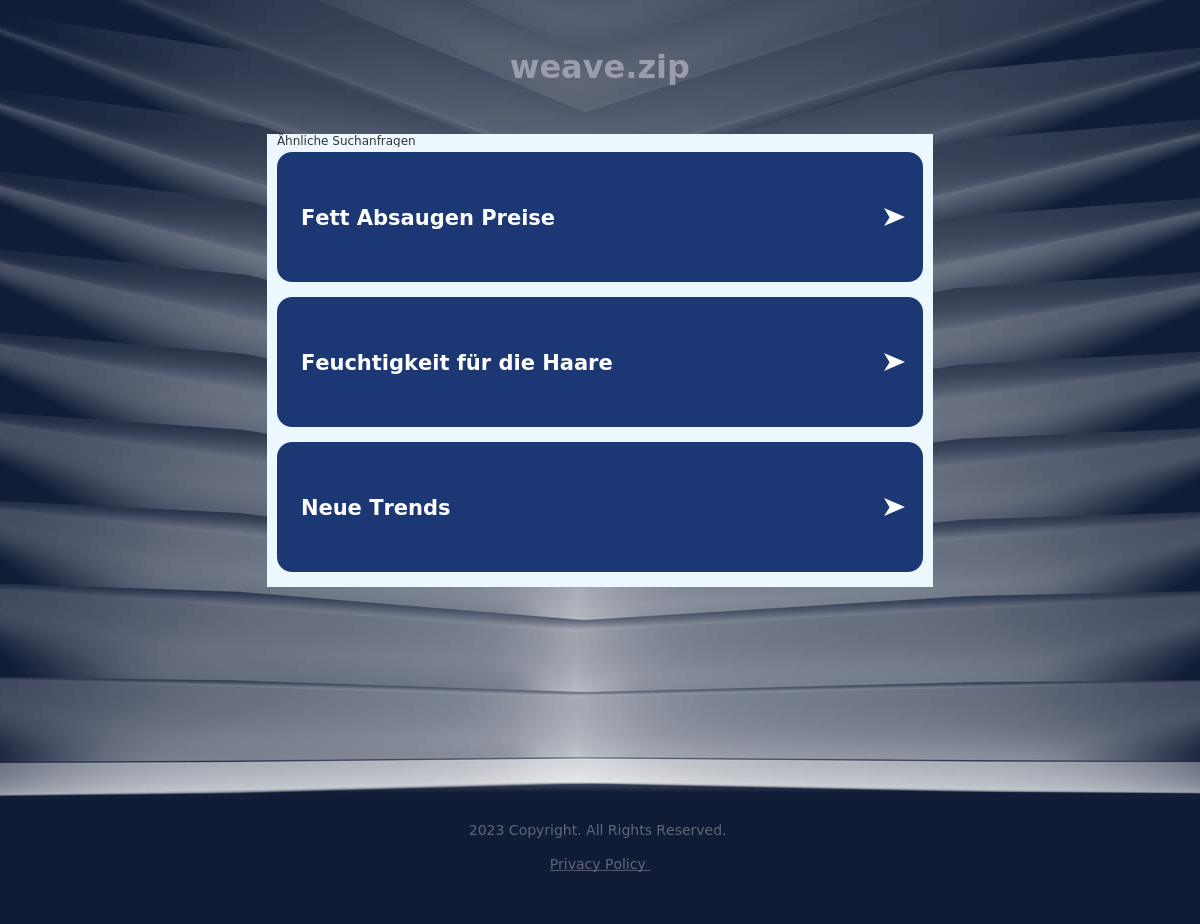 weave.zip
Ähnliche Suchanfragen
Fett Absaugen Preise
Feuchtigkeit für die Haare
Neue Trends
2023 Copyright. All Rights Reserved.
Privacy Policy